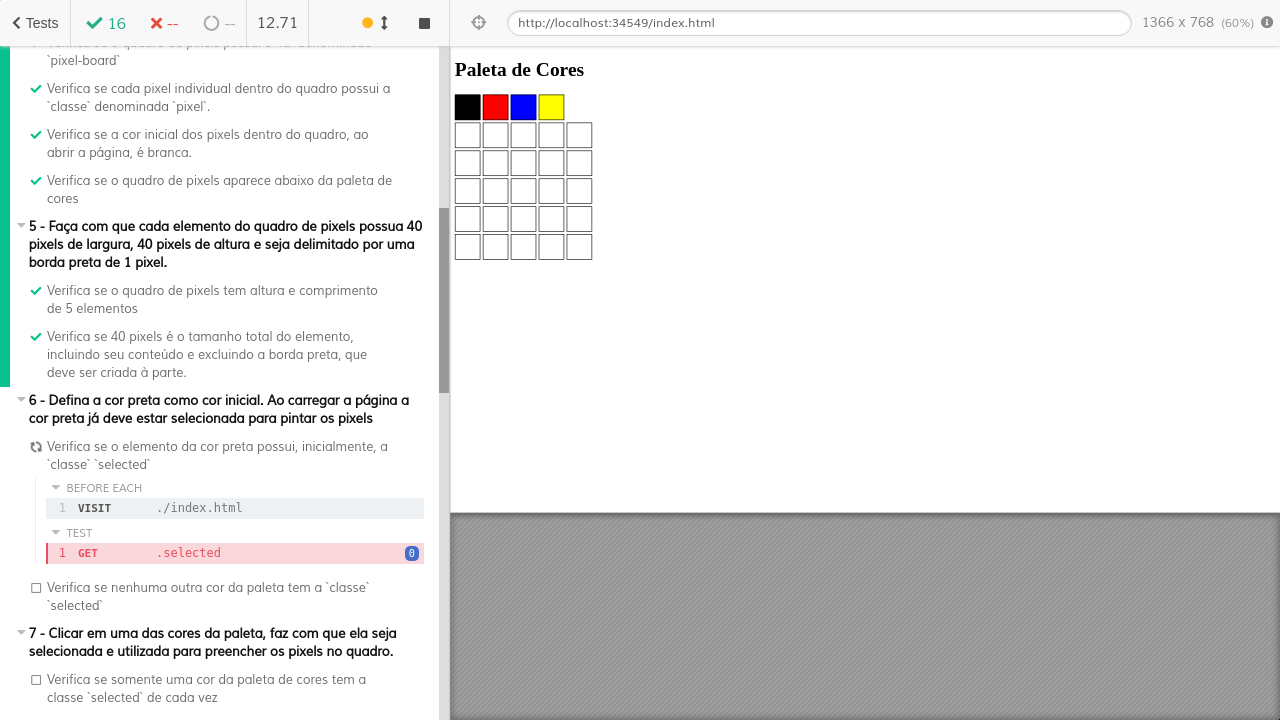 Tests
16
--
--
12.71
http://localhost:34549/index.html
1366 x 768 (60%)
`pixel-board`
Verifica se cada pixel individual dentro do quadro possui a
`classe` denominada `pixel`.
Verifica se a cor inicial dos pixels dentro do quadro, ao
abrir a página, é branca.
Verifica se o quadro de pixels aparece abaixo da paleta de
cores
5 - Faça com que cada elemento do quadro de pixels possua 40
pixels de largura, 40 pixels de altura e seja delimitado por uma
borda preta de 1 pixel.
Verifica se o quadro de pixels tem altura e comprimento
de 5 elementos
Verifica se 40 pixels é o tamanho total do elemento,
incluindo seu conteúdo e excluindo a borda preta, que
deve ser criada à parte.
6 - Defina a cor preta como cor inicial. Ao carregar a página a
cor preta já deve estar selecionada para pintar os pixels
Verifica se o elemento da cor preta possui, inicialmente, a
`classe` `selected`
BEFORE EACH
1 VISIT ./index.html
TEST
1 GET .selected 0
Verifica se nenhuma outra cor da paleta tem a `classe`
`selected`
7 - Clicar em uma das cores da paleta, faz com que ela seja
selecionada e utilizada para preencher os pixels no quadro.
Verifica se somente uma cor da paleta de cores tem a
classe `selected` de cada vez
Paleta de Cores